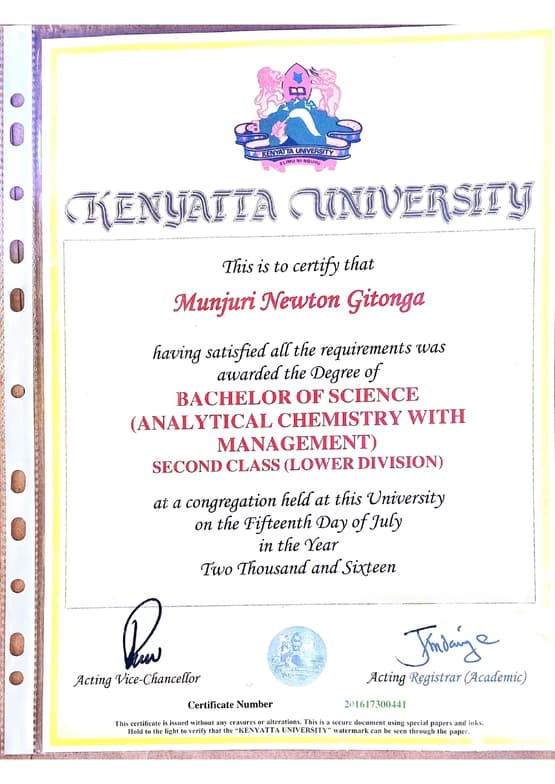 KENYATTA UNIVERSITY
ELIMU NI NGUVU
KENYATTA UNIVERSITY
This is to certify that
Munjuri Newton Gitonga
having satisfied all the requirements was
awarded the Degree of
BACHELOR OF SCIENCE
(ANALYTICAL CHEMISTRY WITH
MANAGEMENT)
SECOND CLASS (LOWER DIVISION)
at a congregation held at this University
on the Fifteenth Day of July
in the Year
Two Thousand and Sixteen
Acting Vice-Chancellor
Acting Registrar (Academic)
Certificate Number 201617300441
This certificate is issued without any erasures or alterations. This is a secure document using special papers and inks.
Hold to the light to verify that the "KENYATTA UNIVERSITY" watermark can be seen through the paper.